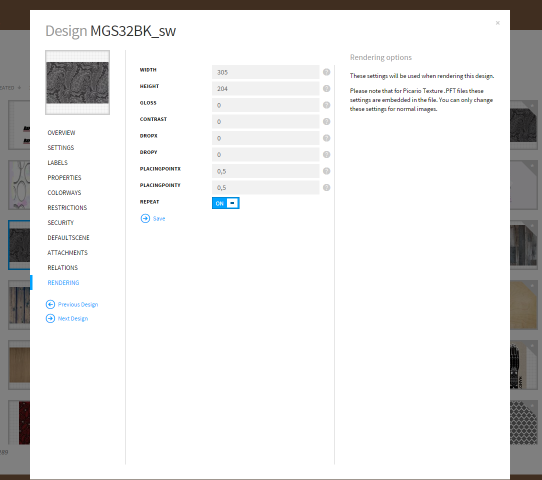 Design MGS32BK_sw
×
OVERVIEW
SETTINGS
LABELS
PROPERTIES
COLORWAYS
RESTRICTIONS
SECURITY
DEFAULTSCENE
ATTACHMENTS
RELATIONS
RENDERING
Previous Design
Next Design
WIDTH 305 ?
HEIGHT 204 ?
GLOSS 0 ?
CONTRAST 0 ?
DROPX 0 ?
DROPY 0 ?
PLACINGPOINTX 0,5 ?
PLACINGPOINTY 0,5 ?
REPEAT ON
Save
Rendering options
These settings will be used when rendering this design.
Please note that for Picario Texture .PFT files these
settings are embedded in the file. You can only change
these settings for normal images.